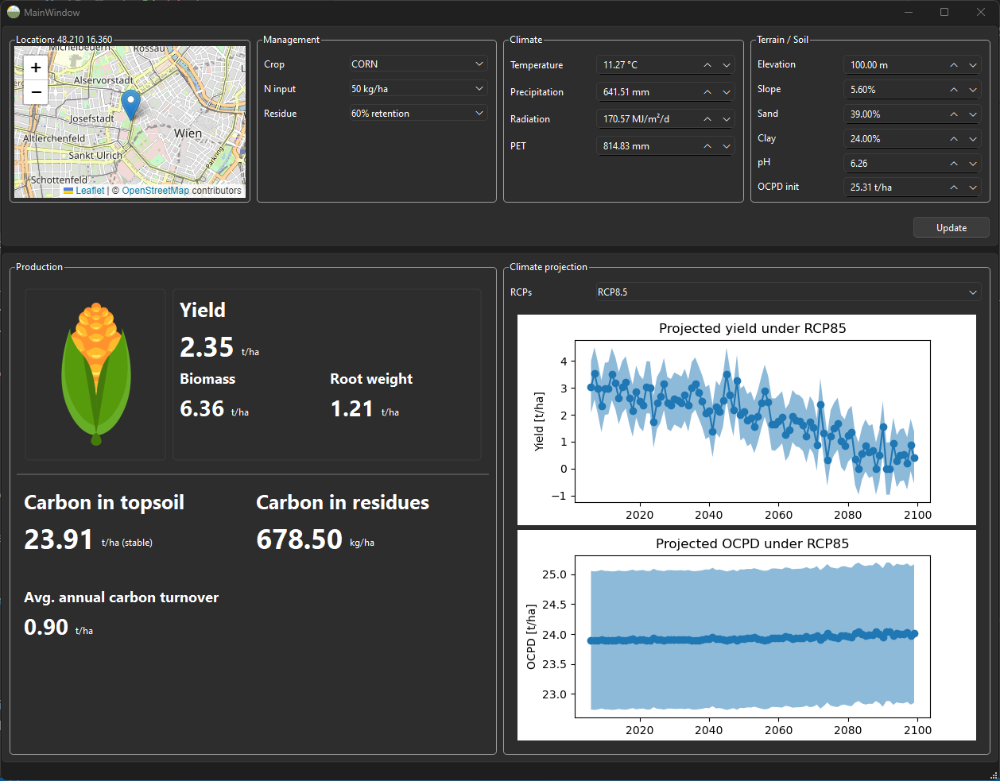 MainWindow
Location: 48.210 16.360
Michelbeuern
Rossau
+
−
Alservorstadt
Josefstadt
Wien
Altlerchenfeld
Sankt Ulrich
Parkring
Schottenfeld
Leaflet | © OpenStreetMap contributors
Management
Crop CORN
N input 50 kg/ha
Residue 60% retention
Climate
Temperature 11.27 °C
Precipitation 641.51 mm
Radiation 170.57 MJ/m²/d
PET 814.83 mm
Terrain / Soil
Elevation 100.00 m
Slope 5.60%
Sand 39.00%
Clay 24.00%
pH 6.26
OCPD init 25.31 t/ha
Update
Production
Yield
2.35 t/ha
Biomass Root weight
6.36 t/ha 1.21 t/ha
Carbon in topsoil Carbon in residues
23.91 t/ha (stable) 678.50 kg/ha
Avg. annual carbon turnover
0.90 t/ha
Climate projection
RCPs RCP8.5
Projected yield under RCP85
Yield [t/ha]
4
3
2
1
0
−1
2020 2040 2060 2080 2100
Projected OCPD under RCP85
OCPD [t/ha]
25.0
24.5
24.0
23.5
23.0
2020 2040 2060 2080 2100